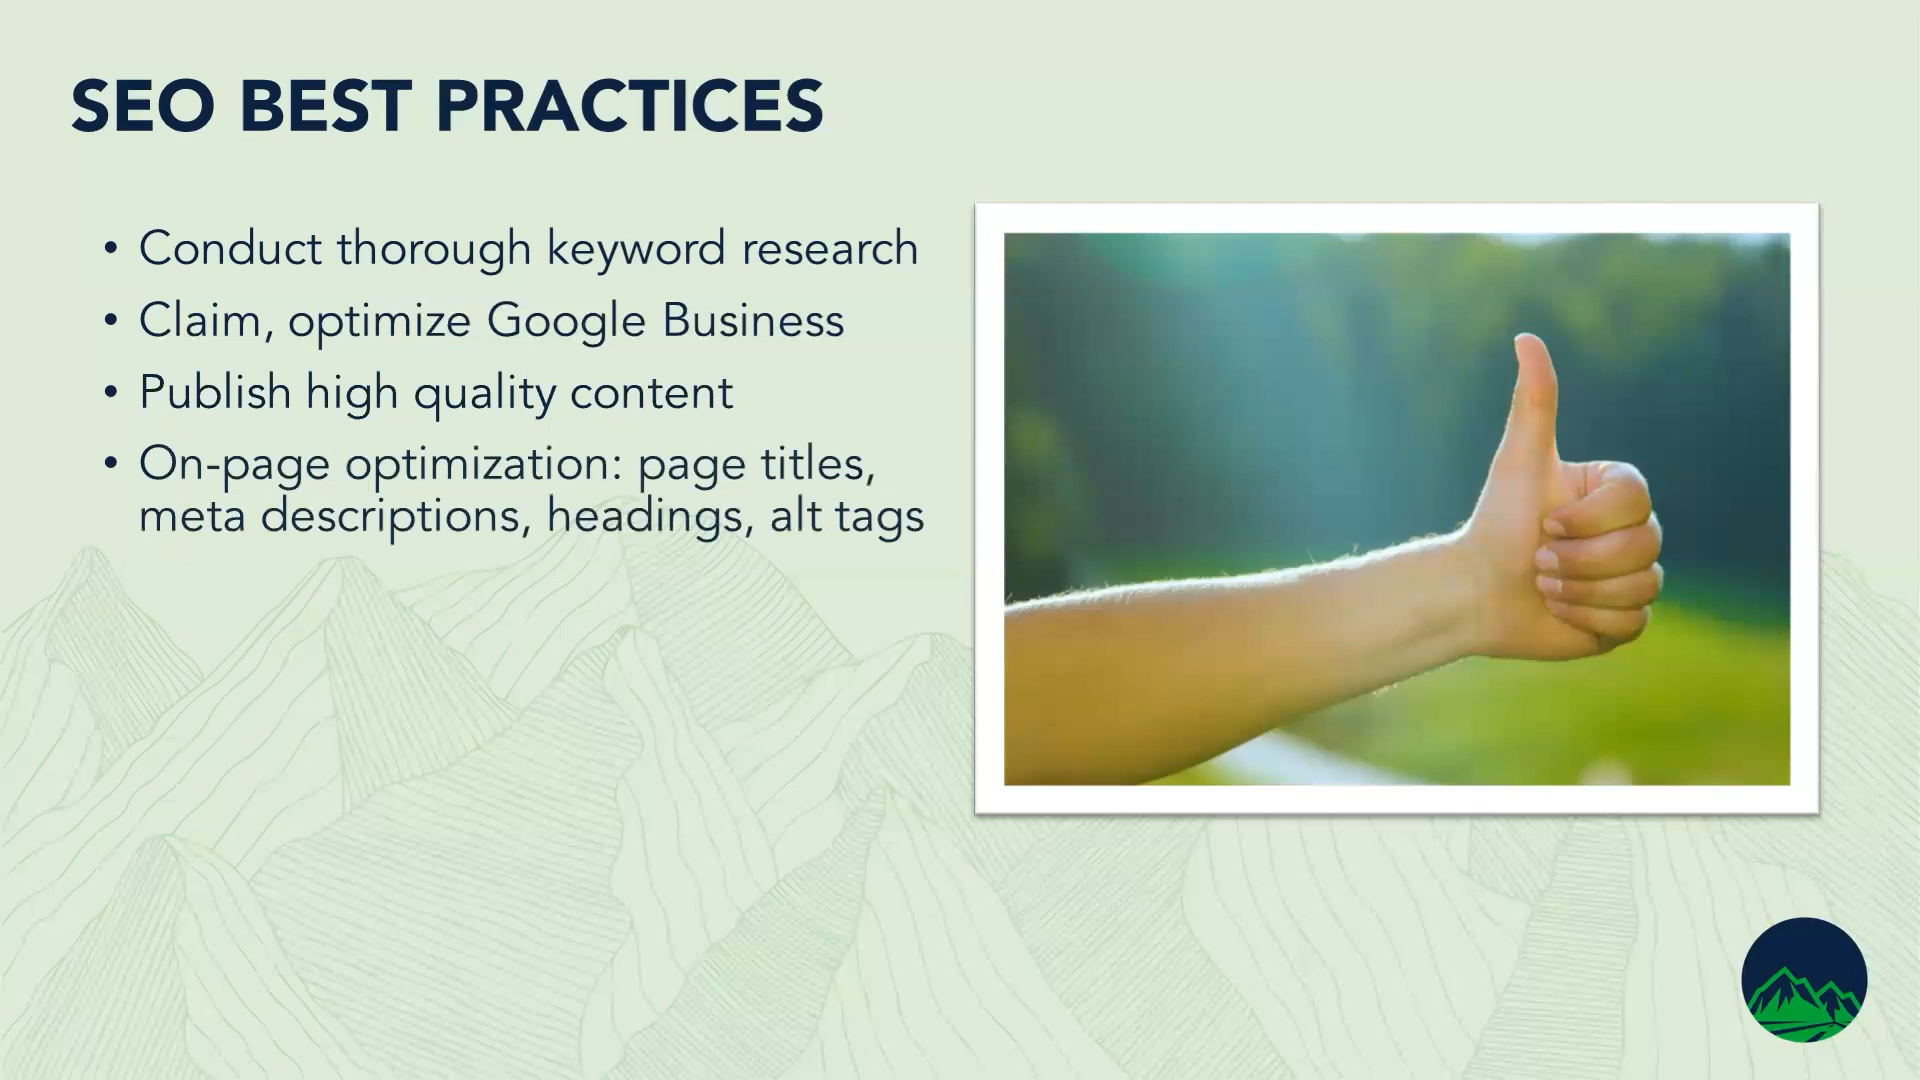 SEO BEST PRACTICES
• Conduct thorough keyword research
• Claim, optimize Google Business
• Publish high quality content
• On-page optimization: page titles,
meta descriptions, headings, alt tags